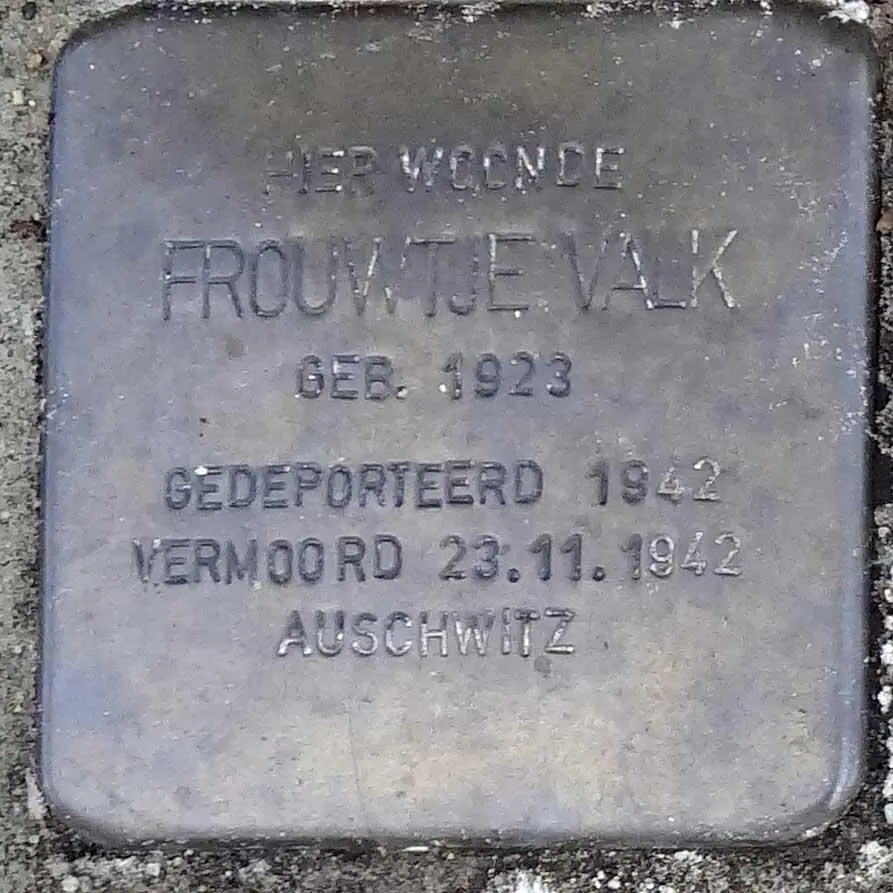 HIER WOONDE
FROUWTJE VALK
GEB. 1923
GEDEPORTEERD 1942
VERMOORD 23.11.1942
AUSCHWITZ